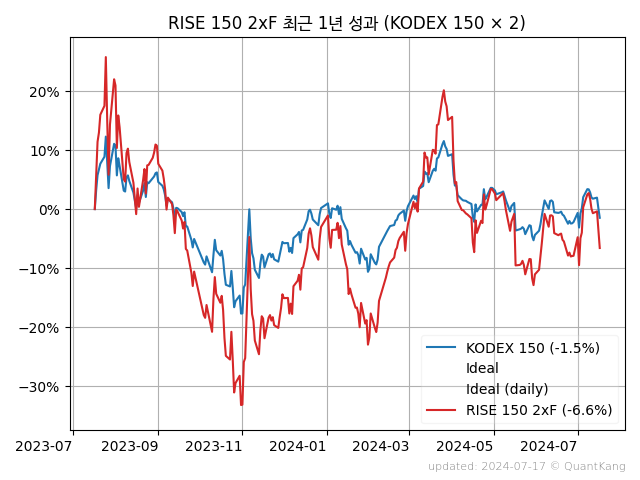 RISE 150 2xF 최근 1년 성과 (KODEX 150 × 2)
20%
10%
0%
−10%
−20%
−30%
KODEX 150 (-1.5%)
Ideal
Ideal (daily)
RISE 150 2xF (-6.6%)
2023-07 2023-09 2023-11 2024-01 2024-03 2024-05 2024-07
updated: 2024-07-17 © QuantKang